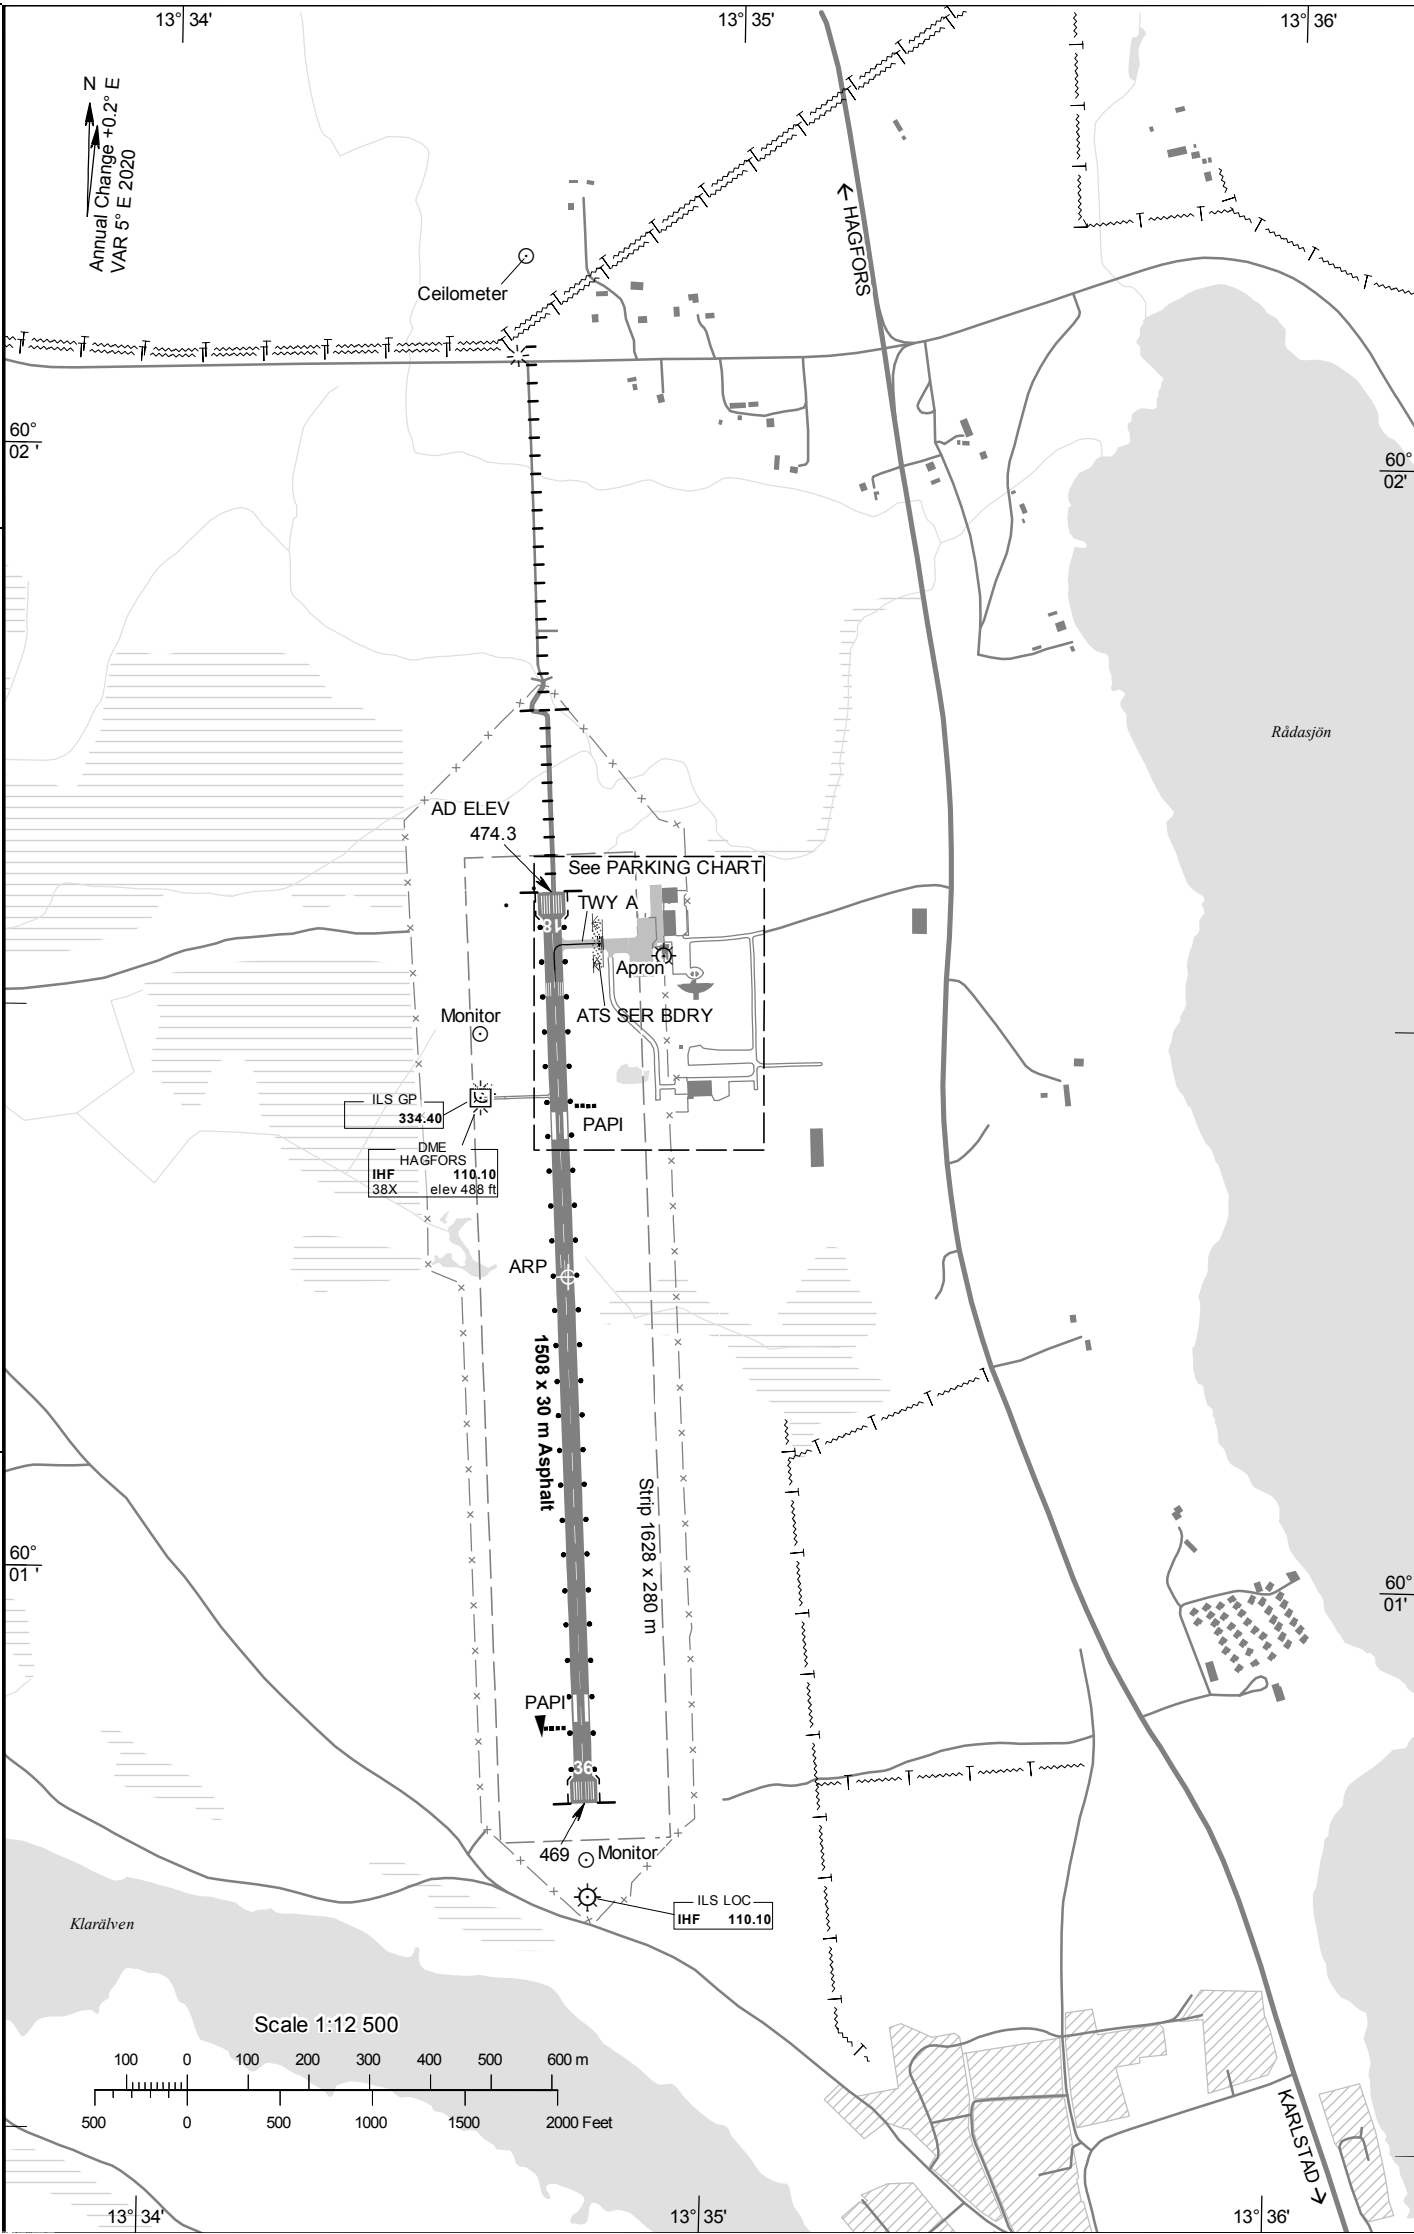 13° 34'
13° 35'
13° 36'
N
Annual Change +0.2° E
VAR 5° E 2020
← HAGFORS
Ceilometer
60°
02 '
60°
02'
Rådasjön
AD ELEV
474.3
See PARKING CHART
TWY A
18
Apron
Monitor
ATS SER BDRY
ILS GP
334.40
PAPI
DME
HAGFORS
IHF 110.10
38X elev 488 ft
ARP
1508 x 30 m Asphalt
Strip 1628 x 280 m
60°
01 '
60°
01'
PAPI
36
469
Monitor
ILS LOC
IHF 110.10
Klarälven
Scale 1:12 500
100 0 100 200 300 400 500 600 m
500 0 500 1000 1500 2000 Feet
KARLSTAD →
13° 34'
13° 35'
13° 36'